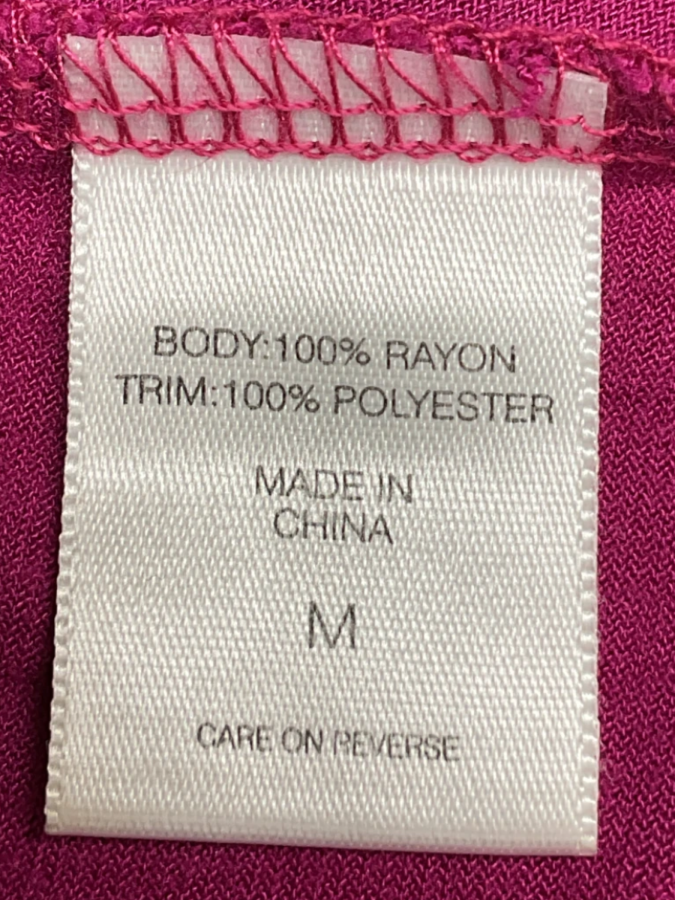 BODY:100% RAYON
TRIM:100% POLYESTER
MADE IN
CHINA
M
CARE ON REVERSE